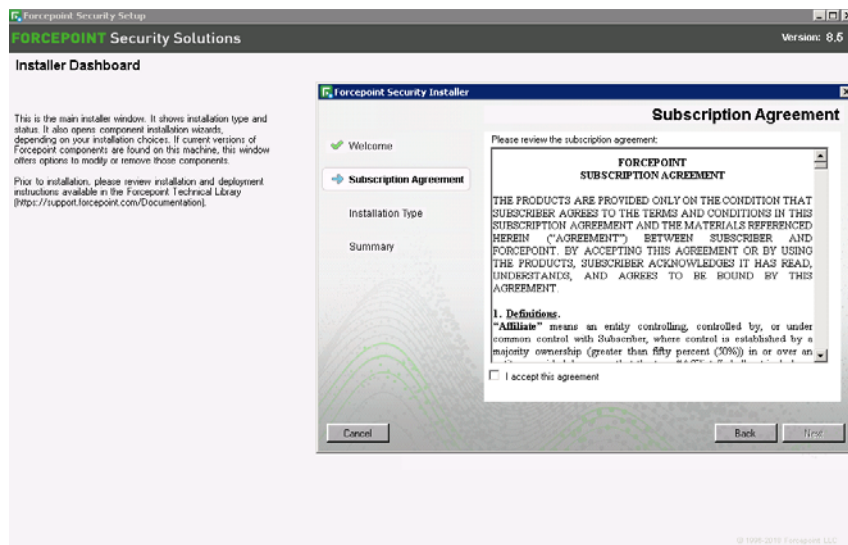 Forcepoint Security Setup
FORCEPOINT Security Solutions
Version: 8.5
Installer Dashboard
This is the main installer window. It shows installation type and
status. It also opens component installation wizards,
depending on your installation choices. If current versions of
Forcepoint components are found on this machine, this window
offers options to modify or remove those components.
Prior to installation, please review installation and deployment
instructions available in the Forcepoint Technical Library
(https://support.forcepoint.com/Documentation).
Forcepoint Security Installer
Subscription Agreement
Welcome
Subscription Agreement
Installation Type
Summary
Please review the subscription agreement:
FORCEPOINT
SUBSCRIPTION AGREEMENT
THE PRODUCTS ARE PROVIDED ONLY ON THE CONDITION THAT
SUBSCRIBER AGREES TO THE TERMS AND CONDITIONS IN THIS
SUBSCRIPTION AGREEMENT AND THE MATERIALS REFERENCED
HEREIN ("AGREEMENT") BETWEEN SUBSCRIBER AND
FORCEPOINT. BY ACCEPTING THIS AGREEMENT OR BY USING
THE PRODUCTS, SUBSCRIBER ACKNOWLEDGES IT HAS READ,
UNDERSTANDS, AND AGREES TO BE BOUND BY THIS
AGREEMENT.
1. Definitions.
"Affiliate" means an entity controlling, controlled by, or under
common control with Subscriber, where control is established by a
majority ownership (greater than fifty percent (50%)) in or over an
I accept this agreement
Cancel
Back
Next
Forcepoint LLC